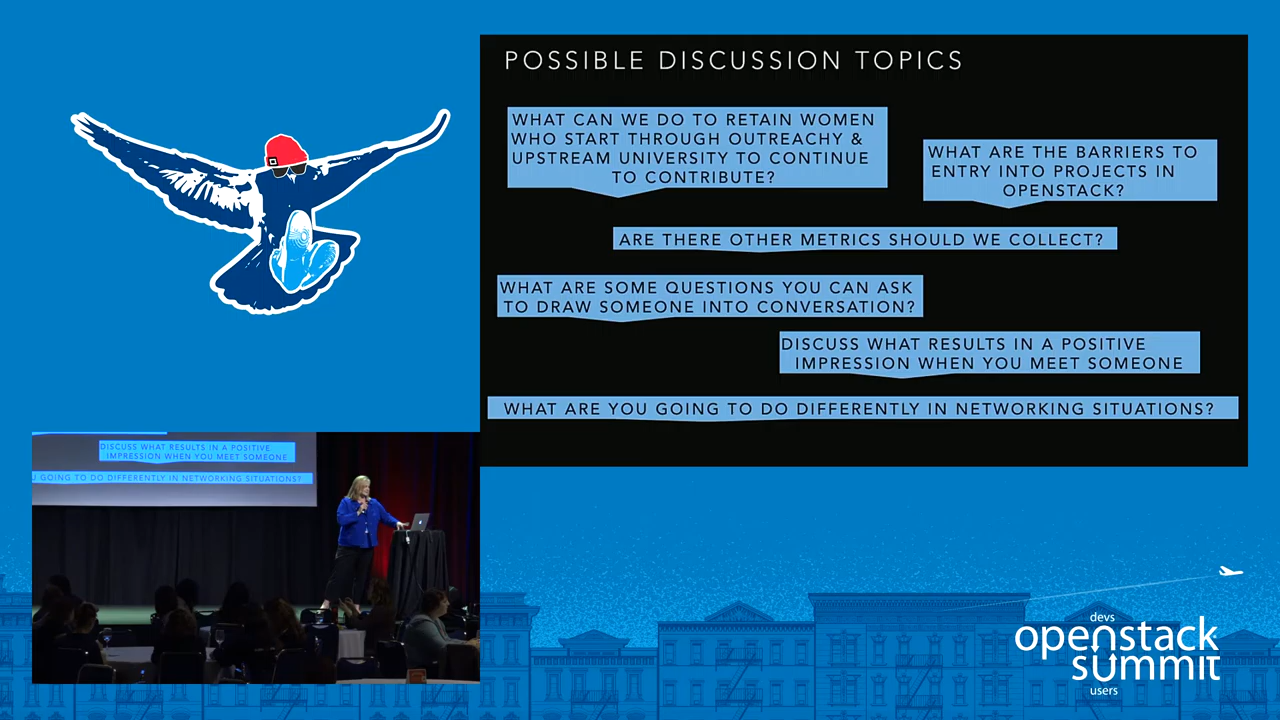 POSSIBLE DISCUSSION TOPICS
WHAT CAN WE DO TO RETAIN WOMEN
WHO START THROUGH OUTREACHY &
UPSTREAM UNIVERSITY TO CONTINUE
TO CONTRIBUTE?
WHAT ARE THE BARRIERS TO
ENTRY INTO PROJECTS IN
OPENSTACK?
ARE THERE OTHER METRICS SHOULD WE COLLECT?
WHAT ARE SOME QUESTIONS YOU CAN ASK
TO DRAW SOMEONE INTO CONVERSATION?
DISCUSS WHAT RESULTS IN A POSITIVE
IMPRESSION WHEN YOU MEET SOMEONE
WHAT ARE YOU GOING TO DO DIFFERENTLY IN NETWORKING SITUATIONS?
DISCUSS WHAT RESULTS IN A POSITIVE
IMPRESSION WHEN YOU MEET SOMEONE
U GOING TO DO DIFFERENTLY IN NETWORKING SITUATIONS?
devs
openstack
summit
users